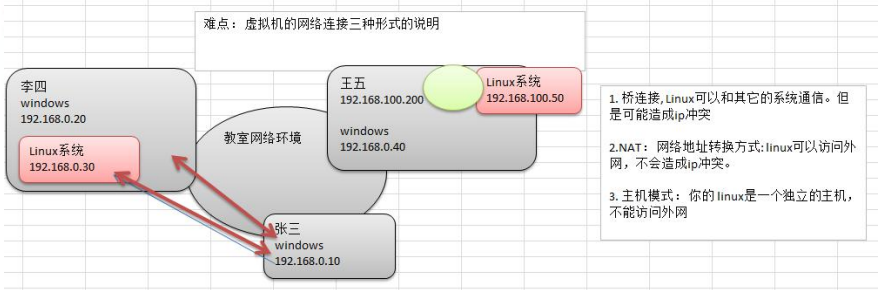 难点：虚拟机的网络连接三种形式的说明
李四
windows
192.168.0.20
Linux系统
192.168.0.30
教室网络环境
王五
192.168.100.200
windows
192.168.0.40
Linux系统
192.168.100.50
张三
windows
192.168.0.10
1. 桥连接, Linux可以和其它的系统通信。但
是可能造成ip冲突
2.NAT：网络地址转换方式: linux可以访问外
网，不会造成ip冲突。
3. 主机模式：你的 linux是一个独立的主机，
不能访问外网